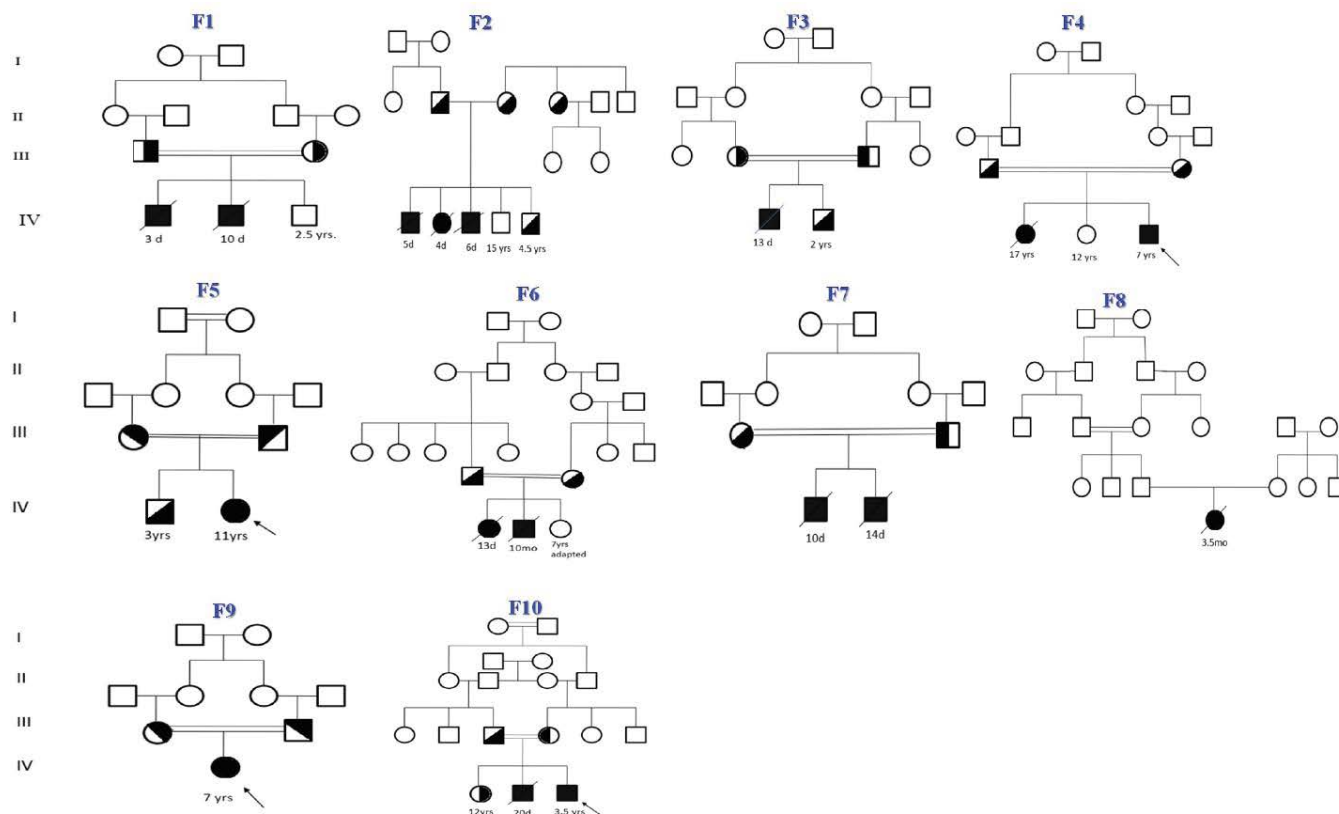 F1 F2 F3 F4
I
II
III
IV
3 d 10 d 2.5 yrs.
5d 4d 6d 15 yrs 4.5 yrs
13 d 2 yrs
17 yrs 12 yrs 7 yrs
F5 F6 F7 F8
I
II
III
IV
3yrs 11yrs
13d 10mo 7yrs
adapted
10d 14d
3.5mo
F9 F10
I
II
III
IV
7 yrs
12yrs 20d 3.5 yrs